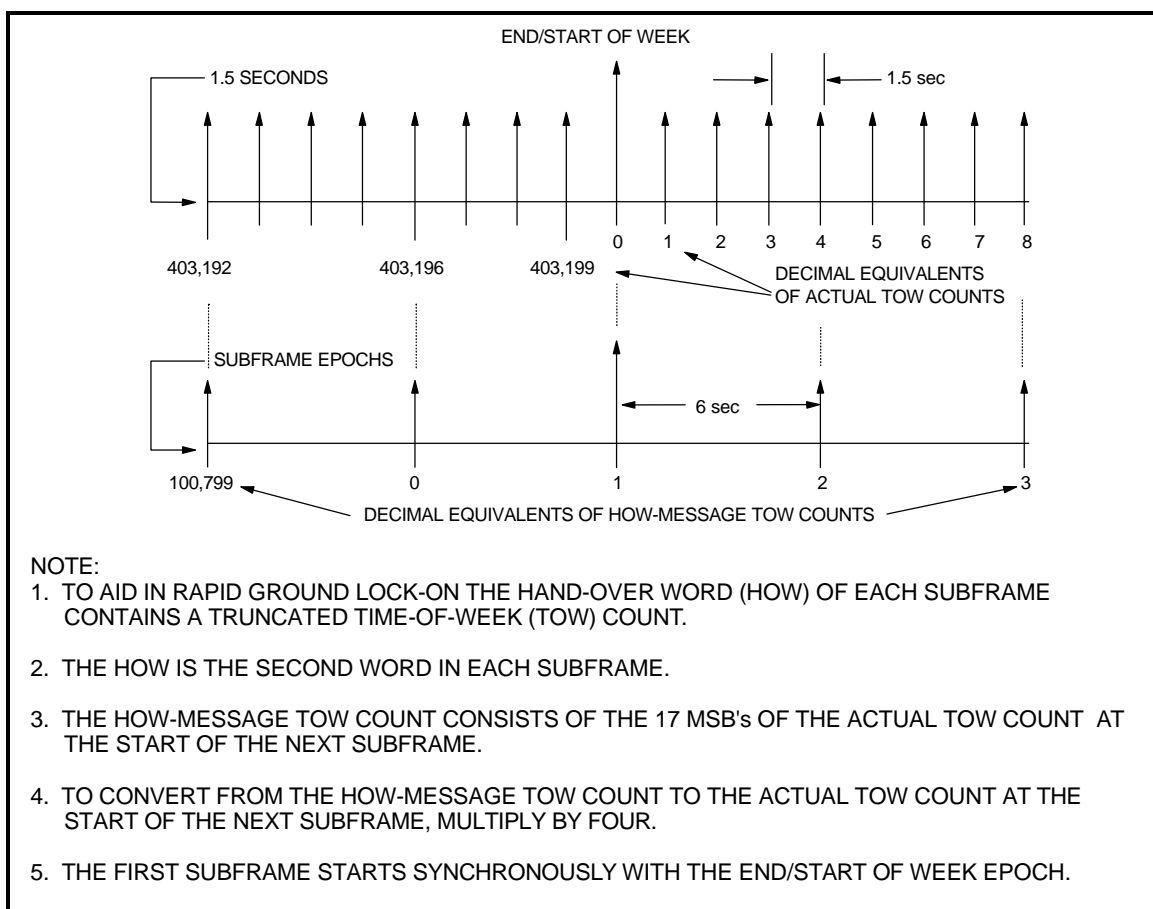 END/START OF WEEK
1.5 SECONDS
1.5 sec
0 1 2 3 4 5 6 7 8
403,192 403,196 403,199
DECIMAL EQUIVALENTS
OF ACTUAL TOW COUNTS
SUBFRAME EPOCHS
6 sec
100,799 0 1 2 3
DECIMAL EQUIVALENTS OF HOW-MESSAGE TOW COUNTS
NOTE:
1. TO AID IN RAPID GROUND LOCK-ON THE HAND-OVER WORD (HOW) OF EACH SUBFRAME
CONTAINS A TRUNCATED TIME-OF-WEEK (TOW) COUNT.
2. THE HOW IS THE SECOND WORD IN EACH SUBFRAME.
3. THE HOW-MESSAGE TOW COUNT CONSISTS OF THE 17 MSB's OF THE ACTUAL TOW COUNT AT
THE START OF THE NEXT SUBFRAME.
4. TO CONVERT FROM THE HOW-MESSAGE TOW COUNT TO THE ACTUAL TOW COUNT AT THE
START OF THE NEXT SUBFRAME, MULTIPLY BY FOUR.
5. THE FIRST SUBFRAME STARTS SYNCHRONOUSLY WITH THE END/START OF WEEK EPOCH.